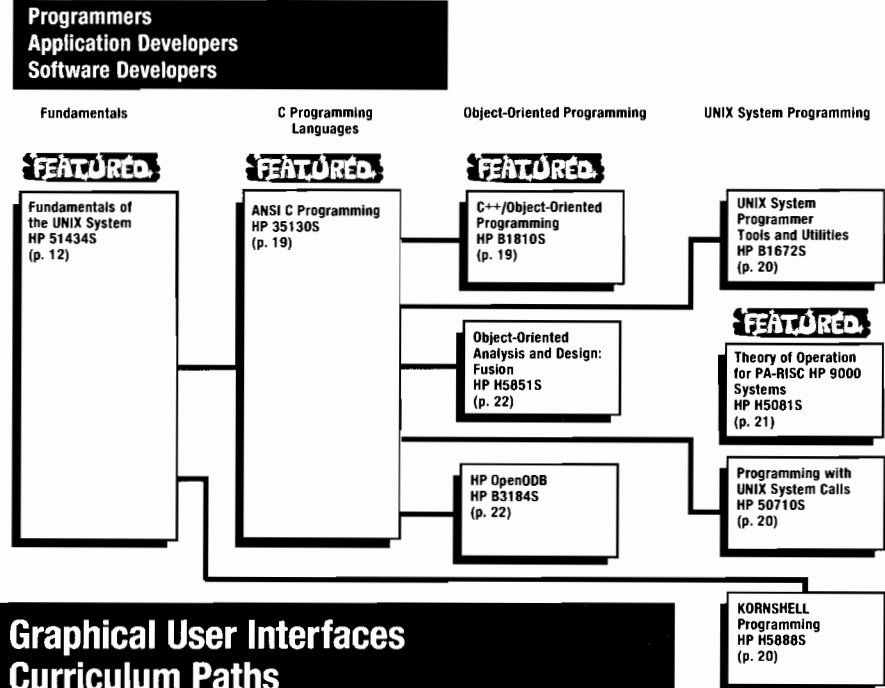 Programmers
Application Developers
Software Developers
Fundamentals
C Programming
Languages
Object-Oriented Programming
UNIX System Programming
FEATURED
Fundamentals of
the UNIX System
HP 51434S
(p. 12)
FEATURED
ANSI C Programming
HP 35130S
(p. 19)
FEATURED
C++/Object-Oriented
Programming
HP B1810S
(p. 19)
Object-Oriented
Analysis and Design:
Fusion
HP H5851S
(p. 22)
HP OpenODB
HP B3184S
(p. 22)
UNIX System
Programmer
Tools and Utilities
HP B1672S
(p. 20)
FEATURED
Theory of Operation
for PA-RISC HP 9000
Systems
HP H5081S
(p. 21)
Programming with
UNIX System Calls
HP 50710S
(p. 20)
KORNSHELL
Programming
HP H5888S
(p. 20)
Graphical User Interfaces
Curriculum Paths